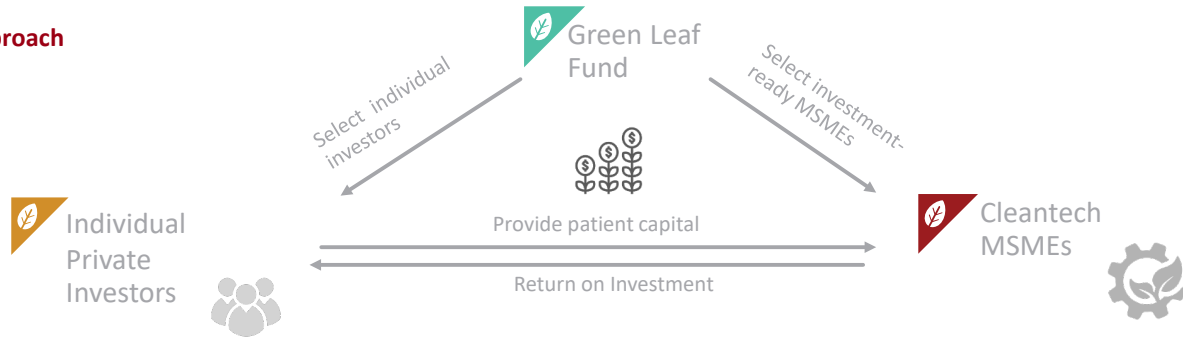 proach
Green Leaf
Fund
Select individual
investors
Select investment-
ready MSMEs
$ $ $
Individual
Private
Investors
Provide patient capital
Return on Investment
Cleantech
MSMEs